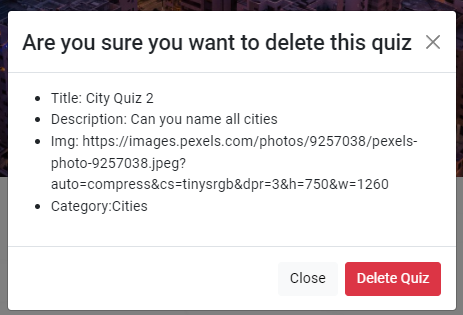 Are you sure you want to delete this quiz
Title: City Quiz 2
Description: Can you name all cities
Img: https://images.pexels.com/photos/9257038/pexels-
photo-9257038.jpeg?
auto=compress&cs=tinysrgb&dpr=3&h=750&w=1260
Category:Cities
Close
Delete Quiz